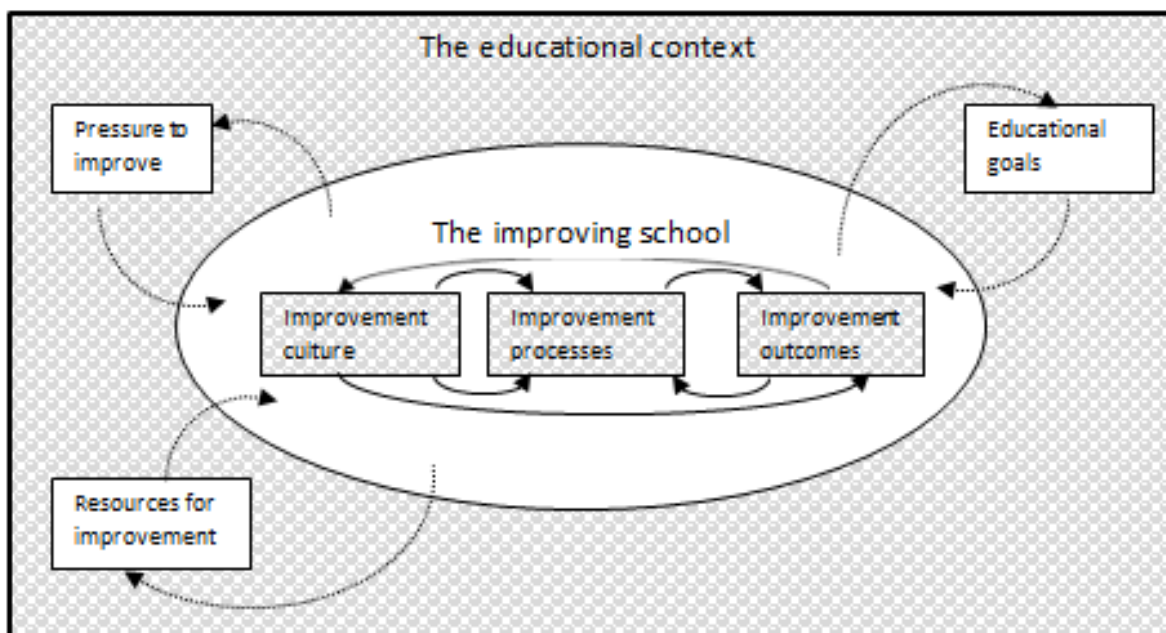 The educational context
Pressure to
improve
Educational
goals
The improving school
Improvement
culture
Improvement
processes
Improvement
outcomes
Resources for
improvement